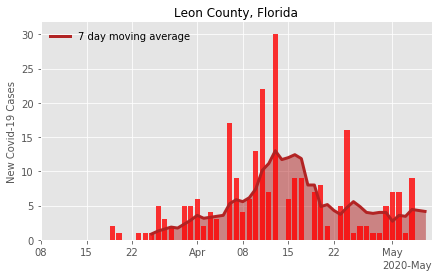 Leon County, Florida
7 day moving average
New Covid-19 Cases
30
25
20
15
10
5
0
08 15 22 Apr 08 15 22 May
2020-May